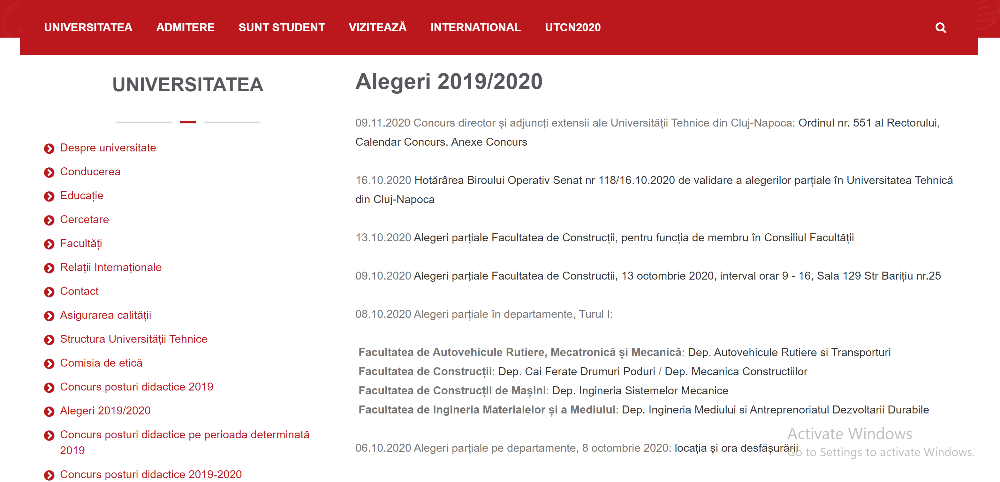 UNIVERSITATEA ADMITERE SUNT STUDENT VIZITEAZĂ INTERNATIONAL UTCN2020
UNIVERSITATEA
Despre universitate
Conducerea
Educație
Cercetare
Facultăți
Relații Internaționale
Contact
Asigurarea calității
Structura Universității Tehnice
Comisia de etică
Concurs posturi didactice 2019
Alegeri 2019/2020
Concurs posturi didactice pe perioada determinată
2019
Concurs posturi didactice 2019-2020
Alegeri 2019/2020
09.11.2020 Concurs director și adjuncți extensii ale Universității Tehnice din Cluj-Napoca: Ordinul nr. 551 al Rectorului,
Calendar Concurs, Anexe Concurs
16.10.2020 Hotărârea Biroului Operativ Senat nr 118/16.10.2020 de validare a alegerilor parțiale în Universitatea Tehnică
din Cluj-Napoca
13.10.2020 Alegeri parțiale Facultatea de Construcții, pentru funcția de membru în Consiliul Facultății
09.10.2020 Alegeri parțiale Facultatea de Constructii, 13 octombrie 2020, interval orar 9 - 16, Sala 129 Str Barițiu nr.25
08.10.2020 Alegeri parțiale în departamente, Turul I:
Facultatea de Autovehicule Rutiere, Mecatronică și Mecanică: Dep. Autovehicule Rutiere si Transporturi
Facultatea de Construcții: Dep. Cai Ferate Drumuri Poduri / Dep. Mecanica Constructiilor
Facultatea de Construcții de Mașini: Dep. Ingineria Sistemelor Mecanice
Facultatea de Ingineria Materialelor și a Mediului: Dep. Ingineria Mediului si Antreprenoriatul Dezvoltarii Durabile
06.10.2020 Alegeri parțiale pe departamente, 8 octombrie 2020: locația și ora desfășurării
Activate Windows
Go to Settings to activate Windows.